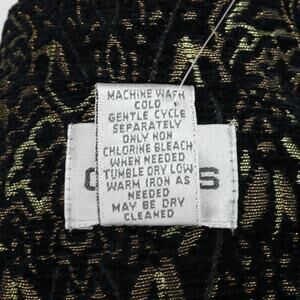 MACHINE WASH
COLD
GENTLE CYCLE
SEPARATELY
ONLY NON
CHLORINE BLEACH
WHEN NEEDED
TUMBLE DRY LOW
WARM IRON AS
NEEDED
MAY BE DRY
CLEANED